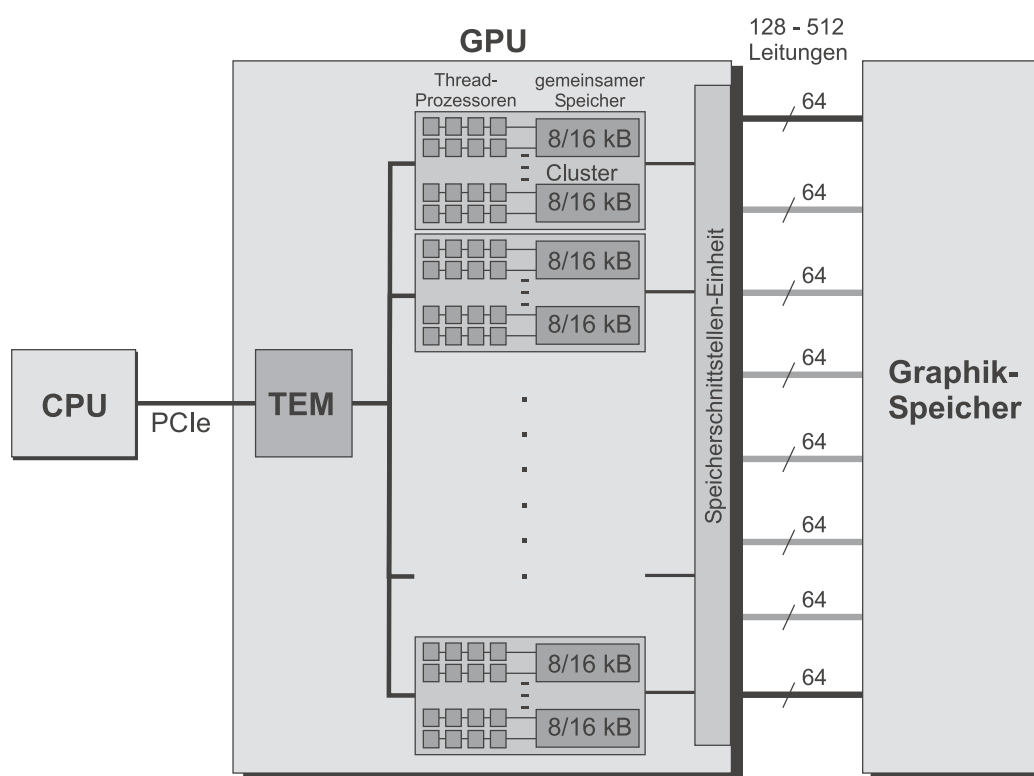 GPU
128 - 512
Leitungen
Thread-
Prozessoren
gemeinsamer
Speicher
8/16 kB
Cluster
8/16 kB
8/16 kB
8/16 kB
8/16 kB
8/16 kB
CPU
PCIe
TEM
Speicherschnittstellen-Einheit
64
64
64
64
64
64
64
64
Graphik-
Speicher